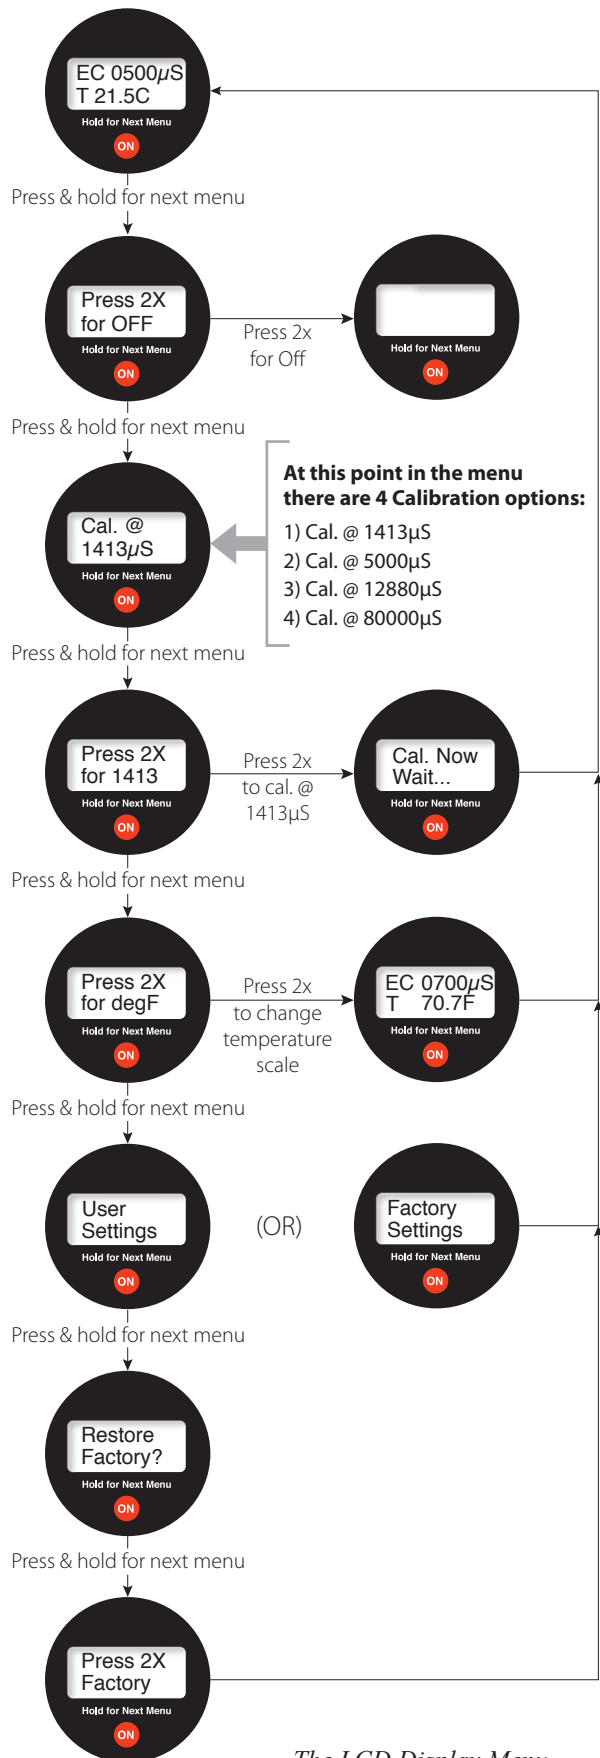 EC 0500µS
T 21.5C
Hold for Next Menu
ON
Press & hold for next menu
Press 2X
for OFF
Hold for Next Menu
ON
Press 2x
for Off
Hold for Next Menu
ON
Press & hold for next menu
Cal. @
1413µS
Hold for Next Menu
ON
At this point in the menu
there are 4 Calibration options:
1) Cal. @ 1413µS
2) Cal. @ 5000µS
3) Cal. @ 12880µS
4) Cal. @ 80000µS
Press & hold for next menu
Press 2X
for 1413
Hold for Next Menu
ON
Press 2x
to cal. @
1413µS
Cal. Now
Wait...
Hold for Next Menu
ON
Press & hold for next menu
Press 2X
for degF
Hold for Next Menu
ON
Press 2x
to change
temperature
scale
EC 0700µS
T 70.7F
Hold for Next Menu
ON
Press & hold for next menu
User
Settings
Hold for Next Menu
ON
(OR)
Factory
Settings
Hold for Next Menu
ON
Press & hold for next menu
Restore
Factory?
Hold for Next Menu
ON
Press & hold for next menu
Press 2X
Factory
Hold for Next Menu
ON
The LCD Display Menu